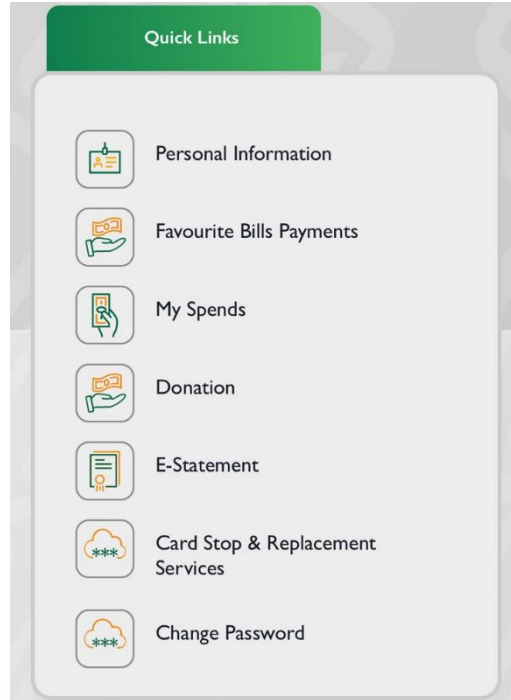 Quick Links
Personal Information
Favourite Bills Payments
My Spends
Donation
E-Statement
Card Stop & Replacement
Services
***
Change Password
***